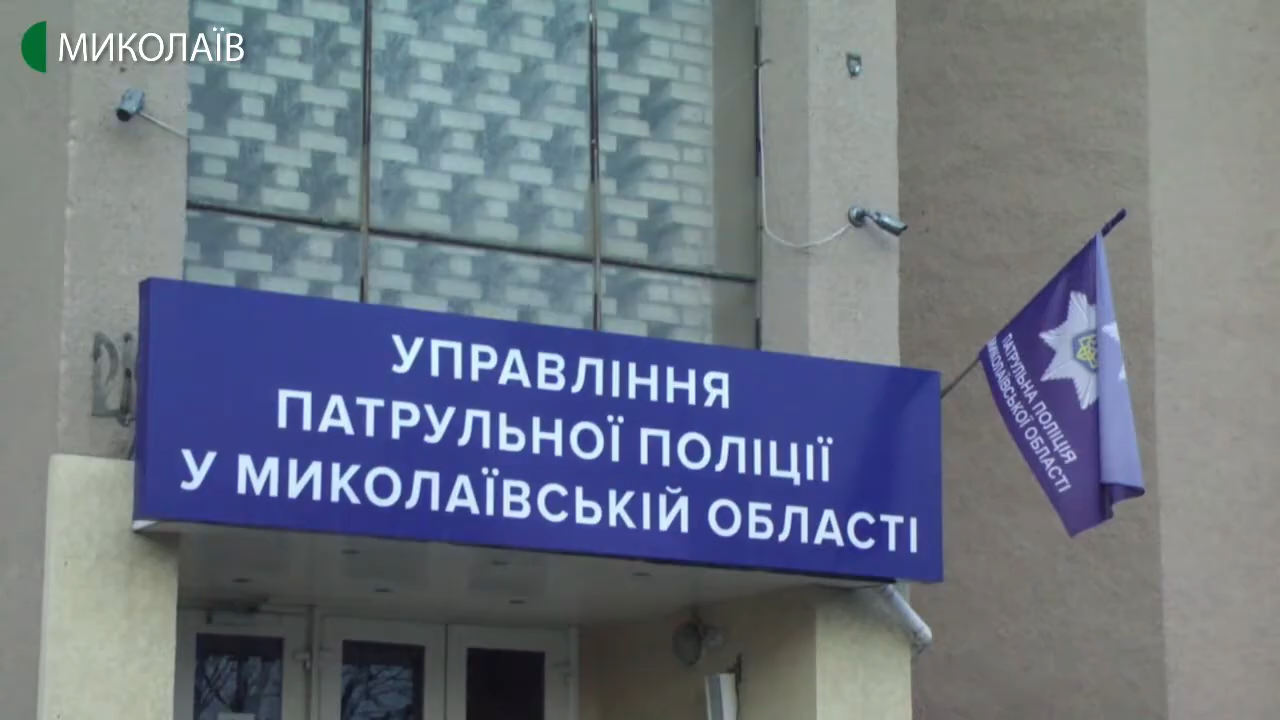 МИКОЛАЇВ
УПРАВЛІННЯ
ПАТРУЛЬНОЇ ПОЛІЦІЇ
У МИКОЛАЇВСЬКІЙ ОБЛАСТІ
ПАТРУЛЬНА ПОЛІЦІЯ
МИКОЛАЇВСЬКОЇ ОБЛАСТІ